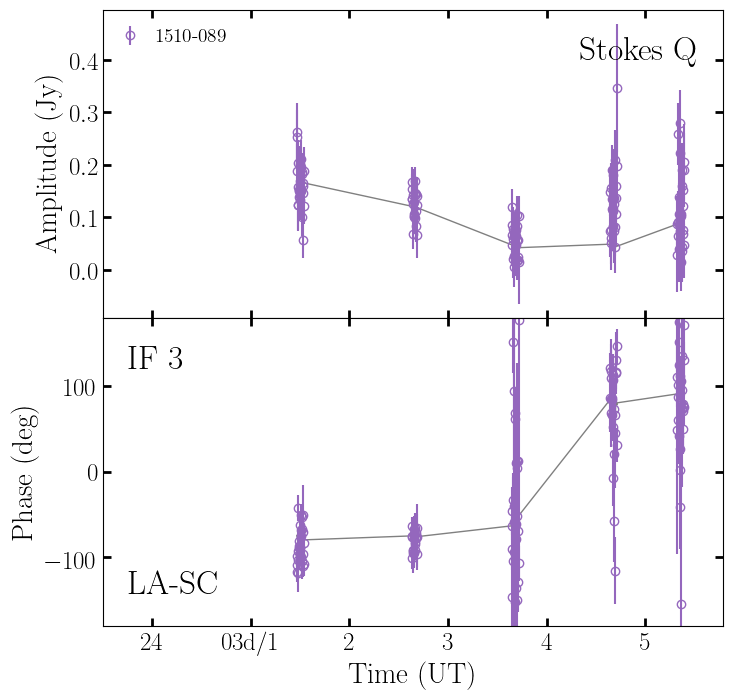 1510-089
Stokes Q
Amplitude (Jy)
0.4
0.3
0.2
0.1
0.0
IF 3
Phase (deg)
100
0
−100
LA-SC
24 03d/1 2 3 4 5
Time (UT)